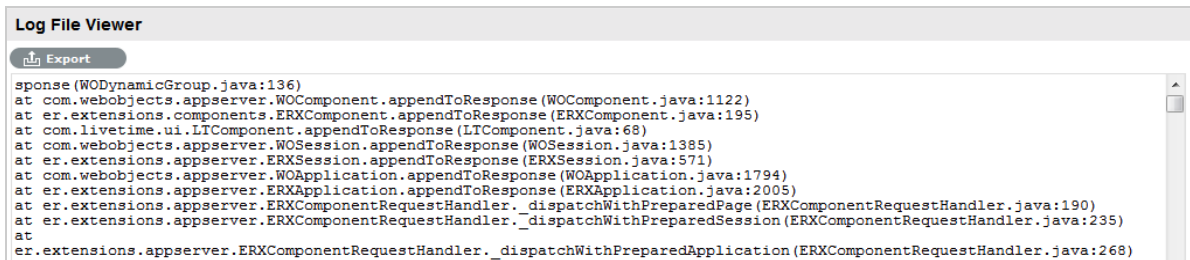 Log File Viewer
Export
sponse(WODynamicGroup.java:136)
at com.webobjects.appserver.WOComponent.appendToResponse(WOComponent.java:1122)
at er.extensions.components.ERXComponent.appendToResponse(ERXComponent.java:195)
at com.livetime.ui.LTComponent.appendToResponse(LTComponent.java:68)
at com.webobjects.appserver.WOSession.appendToResponse(WOSession.java:1385)
at er.extensions.appserver.ERXSession.appendToResponse(ERXSession.java:571)
at com.webobjects.appserver.WOApplication.appendToResponse(WOApplication.java:1794)
at er.extensions.appserver.ERXApplication.appendToResponse(ERXApplication.java:2005)
at er.extensions.appserver.ERXComponentRequestHandler._dispatchWithPreparedPage(ERXComponentRequestHandler.java:190)
at er.extensions.appserver.ERXComponentRequestHandler._dispatchWithPreparedSession(ERXComponentRequestHandler.java:235)
at
er.extensions.appserver.ERXComponentRequestHandler._dispatchWithPreparedApplication(ERXComponentRequestHandler.java:268)